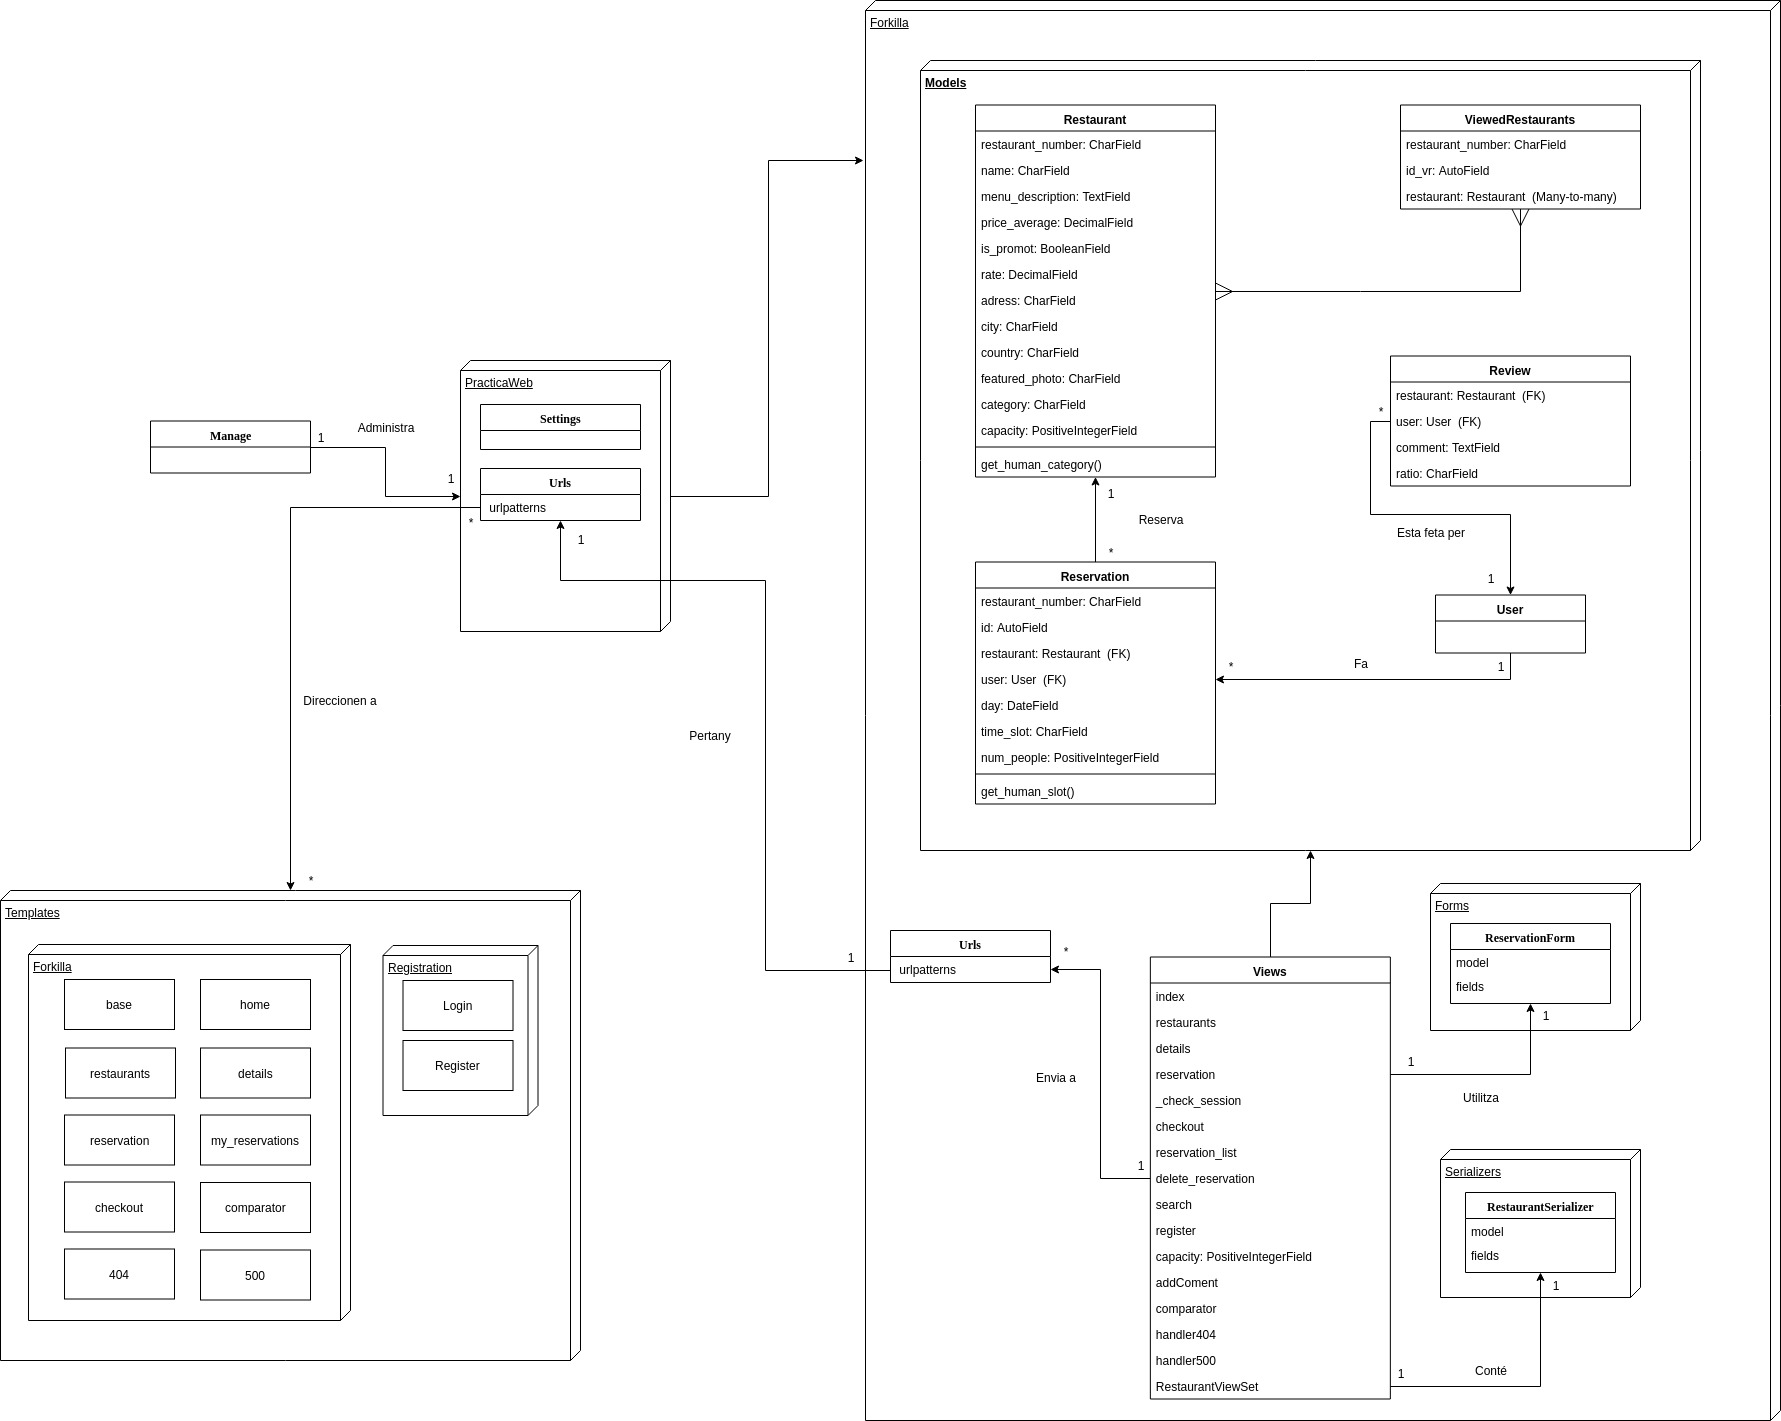 Forkilla
Models
Restaurant
restaurant_number: CharField
name: CharField
menu_description: TextField
price_average: DecimalField
is_promot: BooleanField
rate: DecimalField
adress: CharField
city: CharField
country: CharField
featured_photo: CharField
category: CharField
capacity: PositiveIntegerField
get_human_category()
ViewedRestaurants
restaurant_number: CharField
id_vr: AutoField
restaurant: Restaurant  (Many-to-many)
Review
restaurant: Restaurant  (FK)
user: User  (FK)
comment: TextField
ratio: CharField
*
Esta feta per
1
User
1
Fa
*
1
Reserva
*
Reservation
restaurant_number: CharField
id: AutoField
restaurant: Restaurant  (FK)
user: User  (FK)
day: DateField
time_slot: CharField
num_people: PositiveIntegerField
get_human_slot()
PracticaWeb
Settings
Urls
urlpatterns
Manage
1
Administra
1
*
1
Direccionen a
*
Pertany
1
Templates
Forkilla
base
home
restaurants
details
reservation
my_reservations
checkout
comparator
404
500
Registration
Login
Register
Urls
urlpatterns
*
Envia a
1
Views
index
restaurants
details
reservation
_check_session
checkout
reservation_list
delete_reservation
search
register
capacity: PositiveIntegerField
addComent
comparator
handler404
handler500
RestaurantViewSet
Forms
ReservationForm
model
fields
1
1
Utilitza
Serializers
RestaurantSerializer
model
fields
1
1
Conté